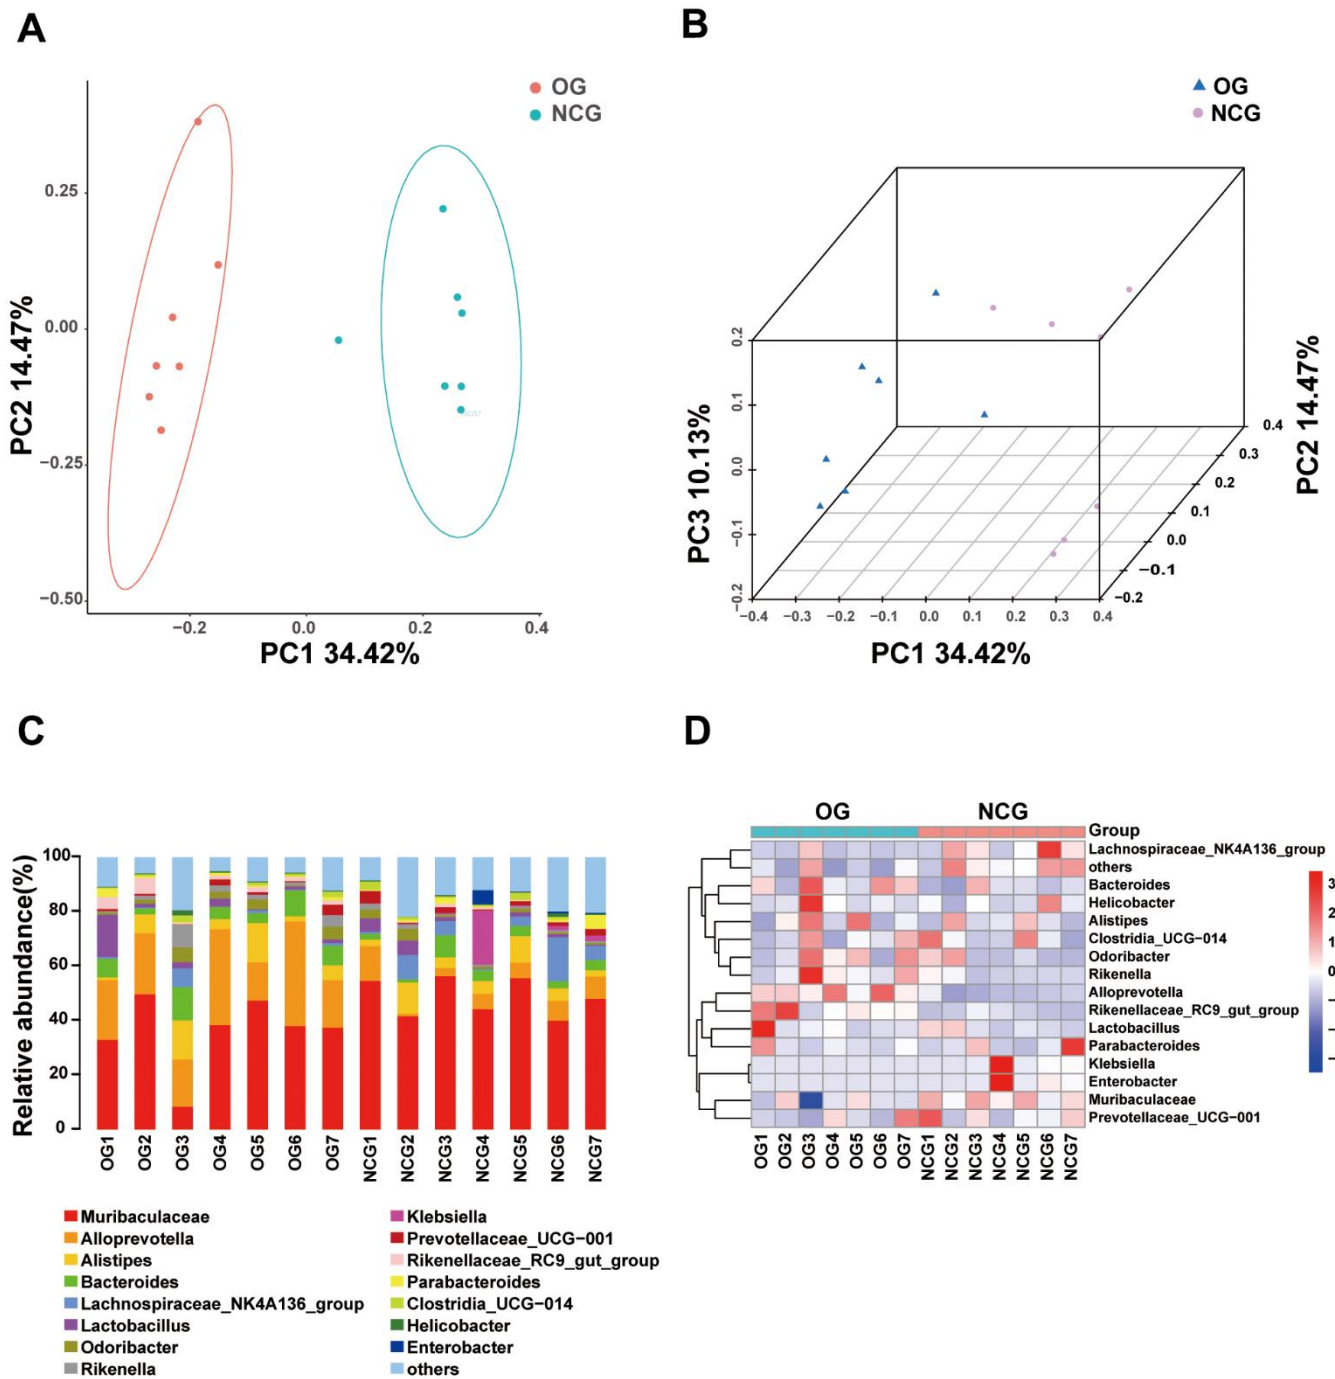 A
OG
NCG
0.25
0.00
−0.25
−0.50
−0.2
0.0
0.2
0.4
PC2 14.47%
PC1 34.42%
B
OG
NCG
0.2
0.1
0.0
−0.1
−0.2
PC3 10.13%
−0.4 −0.3 −0.2 −0.1 0.0 0.1 0.2 0.3 0.4
PC1 34.42%
0.4
0.3
0.2
0.1
0.0
−0.1
−0.2
PC2 14.47%
C
Relative abundance(%)
100
80
60
40
20
0
OG1 OG2 OG3 OG4 OG5 OG6 OG7 NCG1 NCG2 NCG3 NCG4 NCG5 NCG6 NCG7
Muribaculaceae
Alloprevotella
Alistipes
Bacteroides
Lachnospiraceae_NK4A136_group
Lactobacillus
Odoribacter
Rikenella
Klebsiella
Prevotellaceae_UCG−001
Rikenellaceae_RC9_gut_group
Parabacteroides
Clostridia_UCG−014
Helicobacter
Enterobacter
others
D
OG NCG
Group
Lachnospiraceae_NK4A136_group
others
Bacteroides
Helicobacter
Alistipes
Clostridia_UCG−014
Odoribacter
Rikenella
Alloprevotella
Rikenellaceae_RC9_gut_group
Lactobacillus
Parabacteroides
Klebsiella
Enterobacter
Muribaculaceae
Prevotellaceae_UCG−001
OG1 OG2 OG3 OG4 OG5 OG6 OG7 NCG1 NCG2 NCG3 NCG4 NCG5 NCG6 NCG7
3
2
1
0
−
−